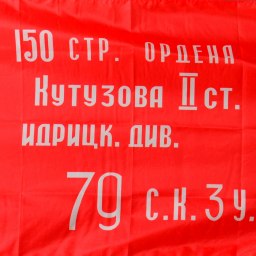 150 СТР. ОРДЕНА
Кутузова II ст.
ИДРИЦК. ДИВ.
79 С.К. 3 У.